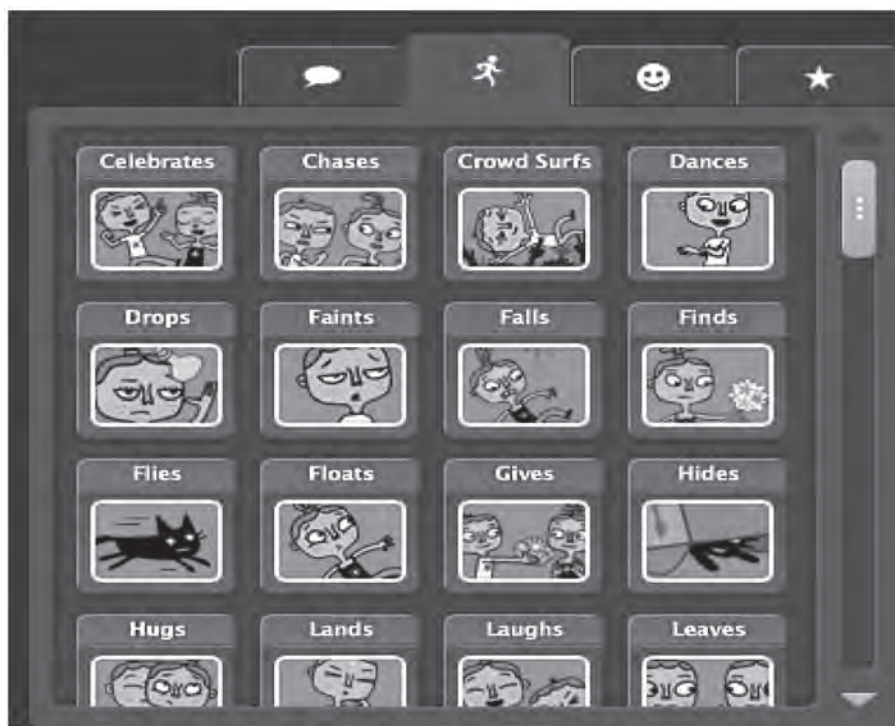 Celebrates Chases Crowd Surfs Dances
Drops Faints Falls Finds
Flies Floats Gives Hides
Hugs Lands Laughs Leaves